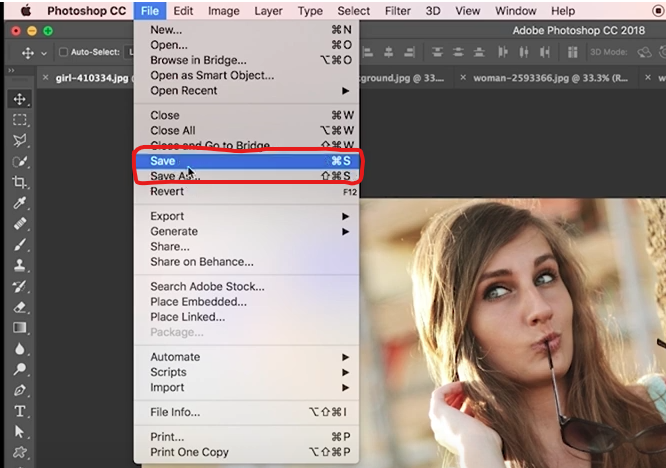 Photoshop CC File Edit Image Layer Type Select Filter 3D View Window Help
Adobe Photoshop CC 2018
Auto-Select: 3D Mode:
girl-410334.jpg ground.jpg @ 33... × woman-2593366.jpg @ 33.3% (R... ×
New... ⌘N
Open... ⌘O
Browse in Bridge... ⌥⌘O
Open as Smart Object...
Open Recent
Close ⌘W
Close All ⌥⌘W
Close and Go to Bridge... ⇧⌘W
Save ⌘S
Save As... ⇧⌘S
Revert F12
Export
Generate
Share...
Share on Behance...
Search Adobe Stock...
Place Embedded...
Place Linked...
Package...
Automate
Scripts
Import
File Info... ⌥⇧⌘I
Print... ⌘P
Print One Copy ⌥⇧⌘P